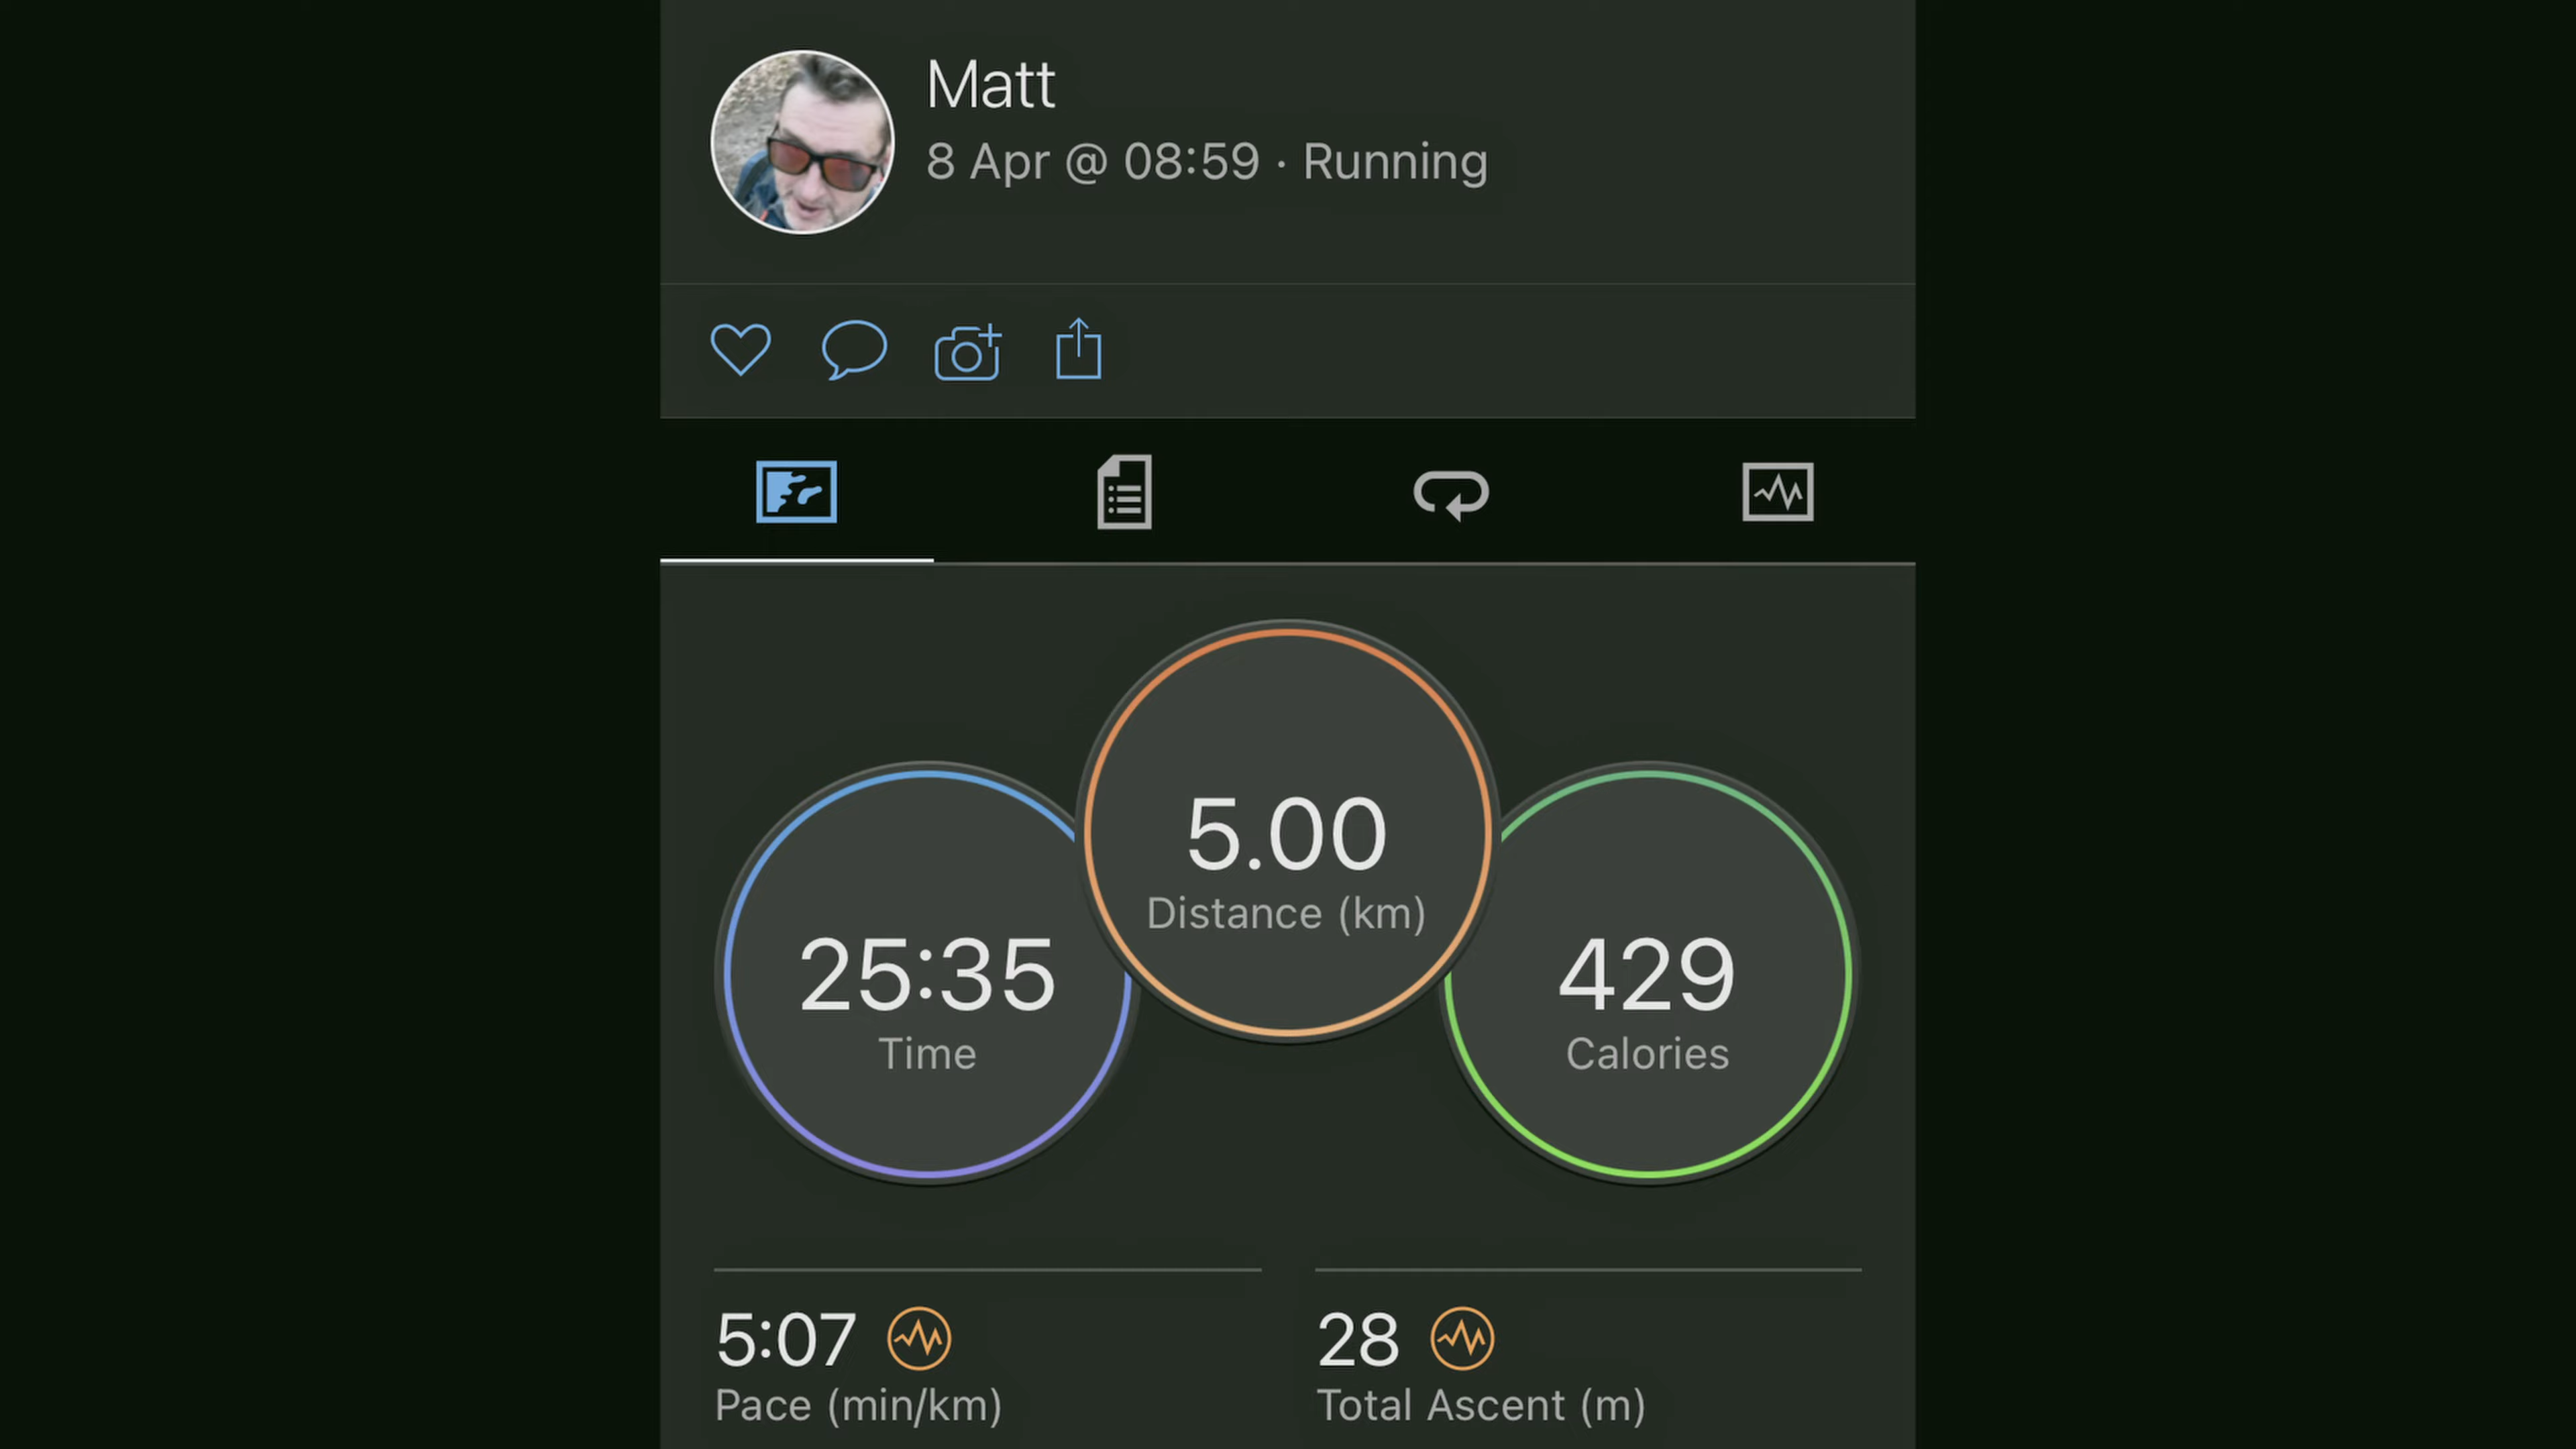 Matt
8 Apr @ 08:59 · Running
5.00
Distance (km)
25:35
Time
429
Calories
5:07
Pace (min/km)
28
Total Ascent (m)